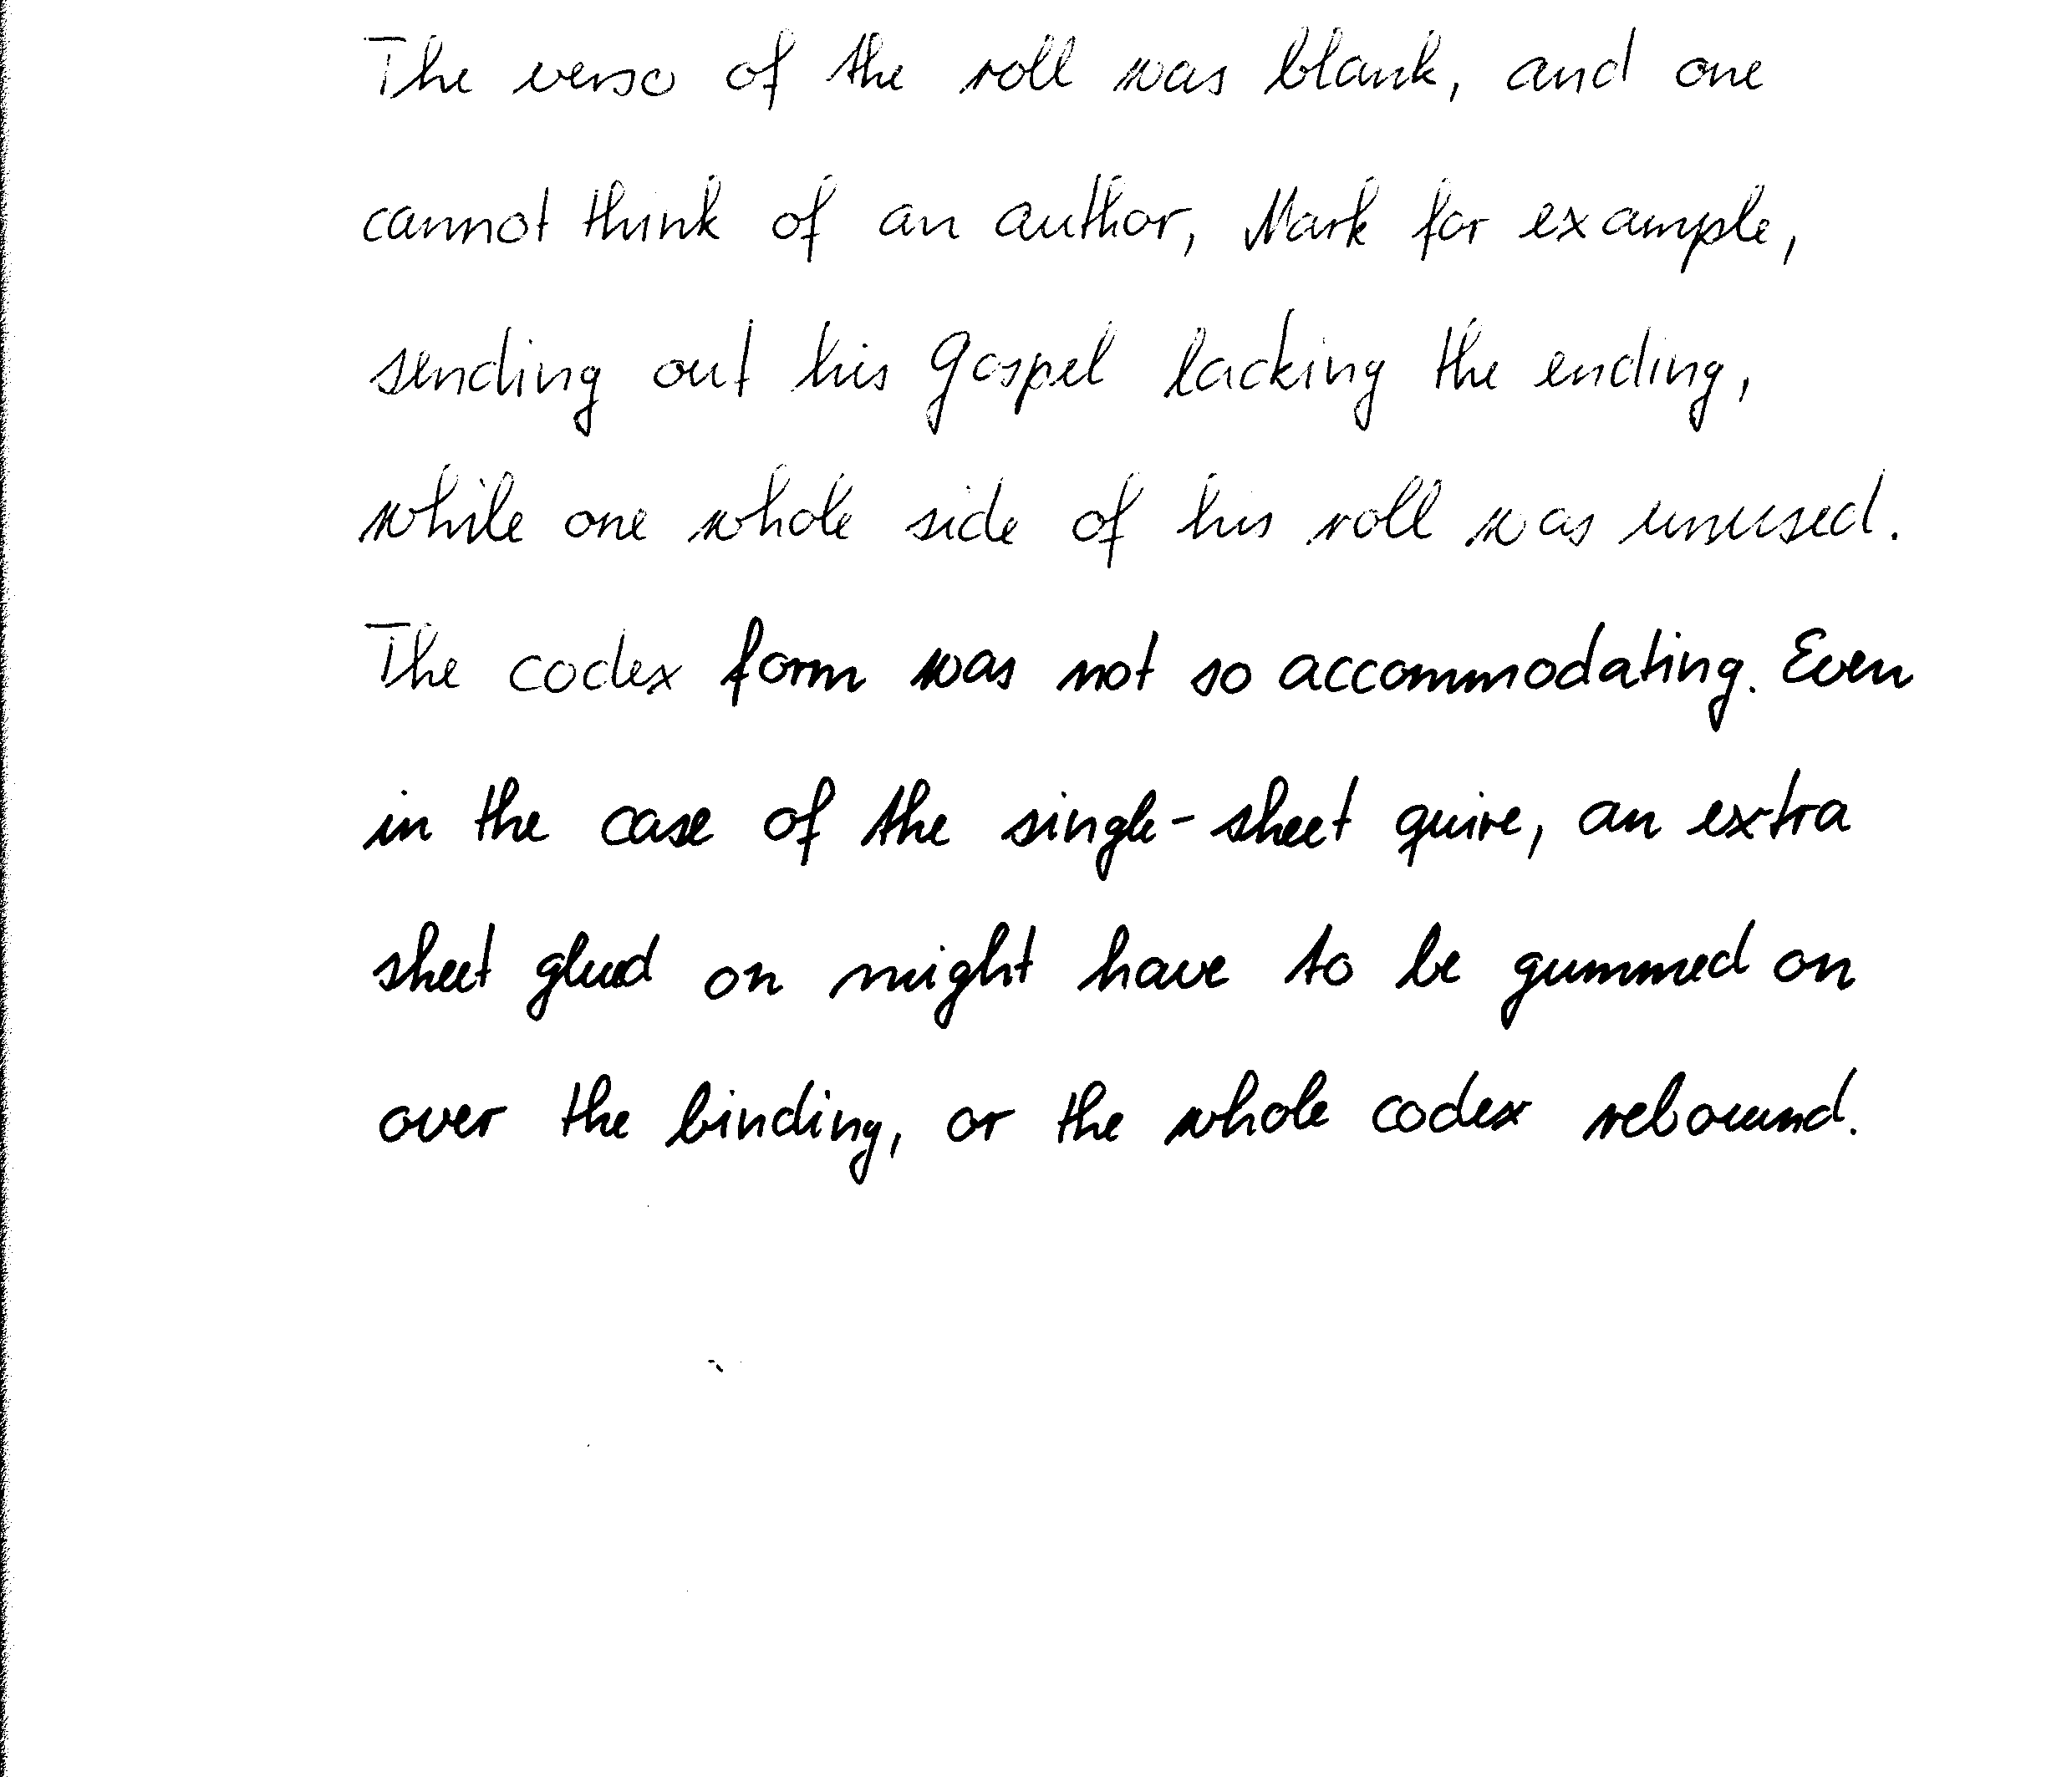 The verso of the roll was blank, and one
cannot think of an author, Mark for example,
sending out his Gospel lacking the ending,
while one whole side of his roll was unused.
The codex form was not so accommodating. Even
in the case of the single-sheet quire, an extra
sheet glued on might have to be gummed on
over the binding, or the whole codex rebound.